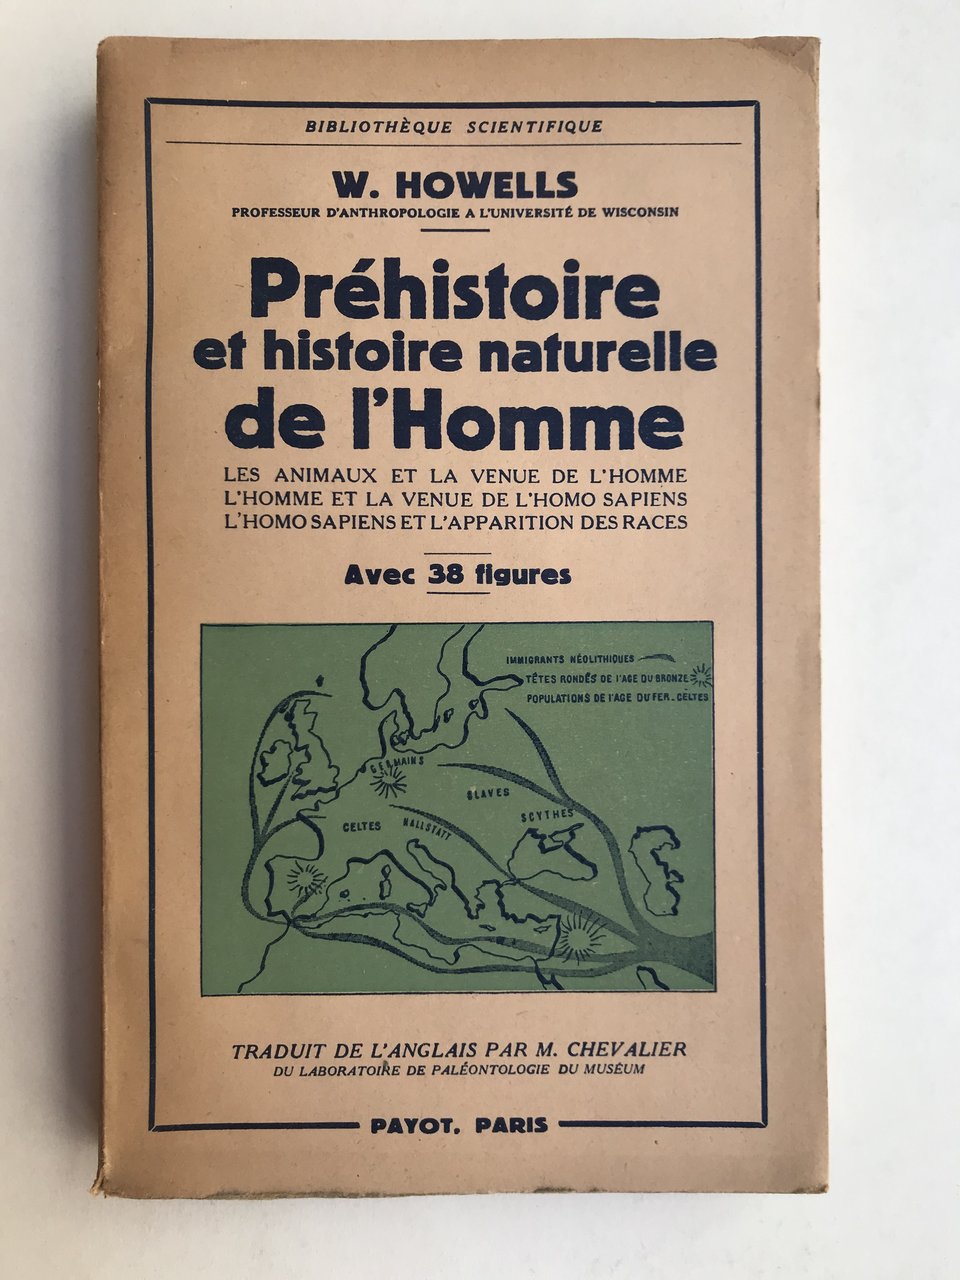 BIBLIOTHÈQUE SCIENTIFIQUE
W. HOWELLS
PROFESSEUR D'ANTHROPOLOGIE A L'UNIVERSITÉ DE WISCONSIN
Préhistoire
et histoire naturelle
de l'Homme
LES ANIMAUX ET LA VENUE DE L'HOMME
L'HOMME ET LA VENUE DE L'HOMO SAPIENS
L'HOMO SAPIENS ET L'APPARITION DES RACES
Avec 38 figures
IMMIGRANTS NÉOLITHIQUES
TÊTES RONDES DE l'AGE DU BRONZE
POPULATIONS DE l'AGE DU FER. CELTES
GERMAINS
SLAVES
SCYTHES
CELTES
HALLSTATT
TRADUIT DE L'ANGLAIS PAR M. CHEVALIER
DU LABORATOIRE DE PALÉONTOLOGIE DU MUSÉUM
PAYOT. PARIS